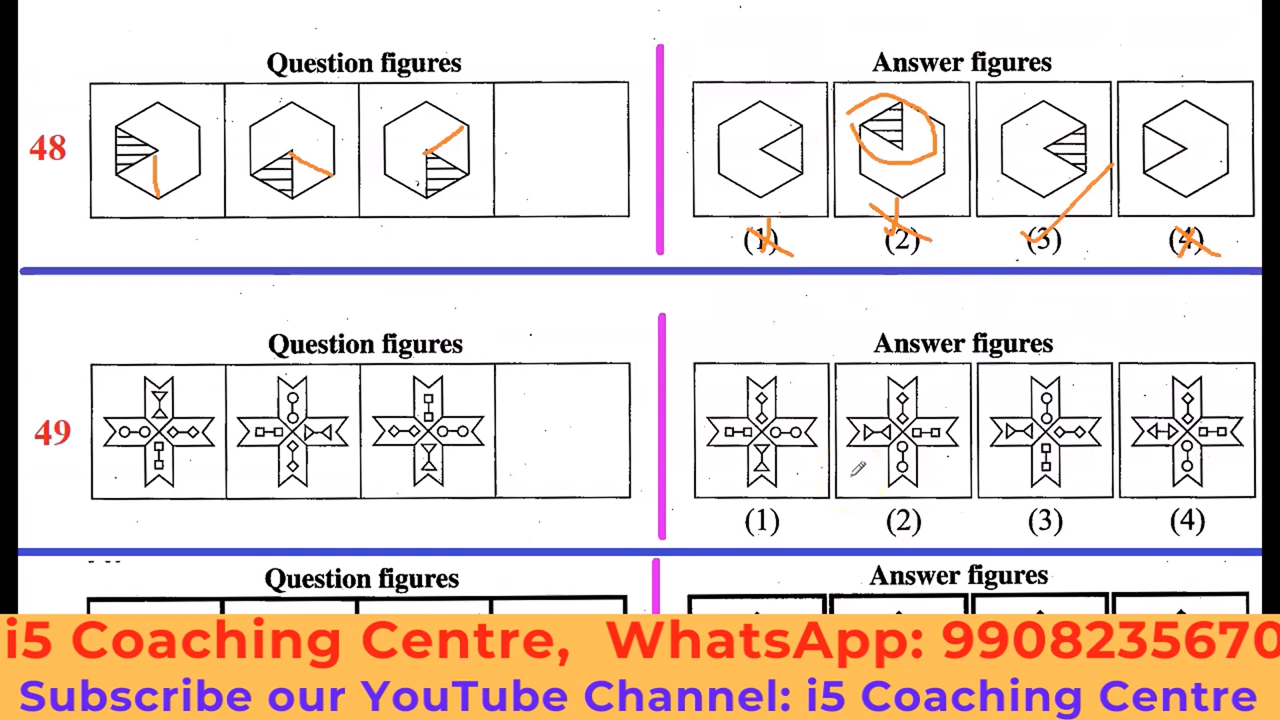 Question figures
Answer figures
48
(1)
(2)
(3)
(4)
Question figures
Answer figures
49
(1)
(2)
(3)
(4)
Question figures
Answer figures
i5 Coaching Centre, WhatsApp: 9908235670
Subscribe our YouTube Channel: i5 Coaching Centre